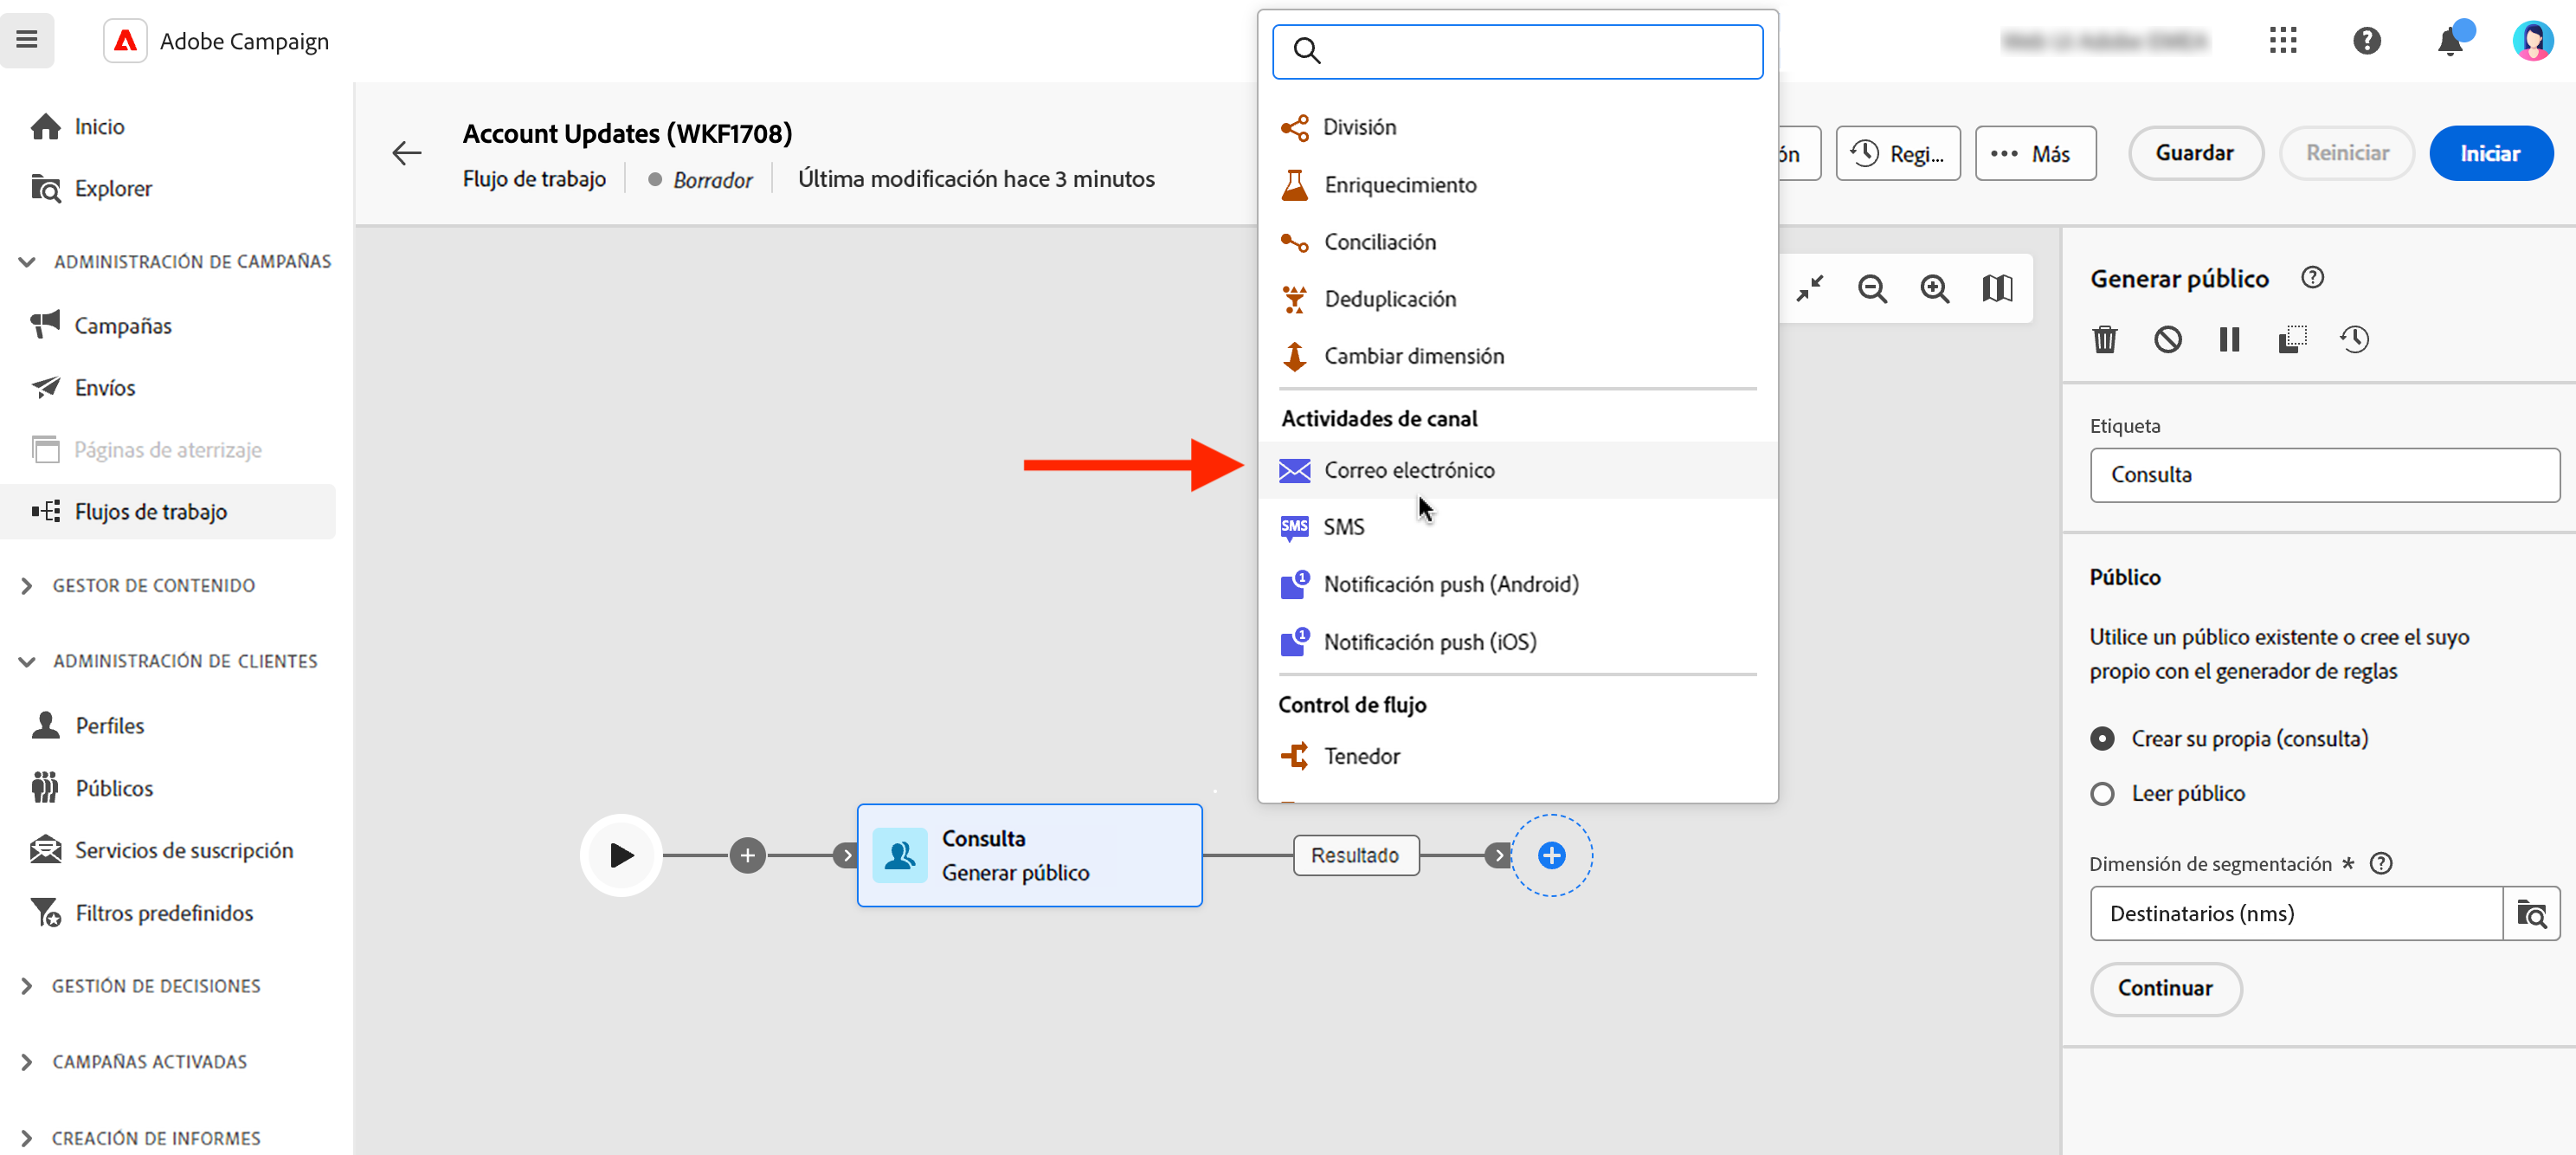 Adobe Campaign
Inicio
Explorer
ADMINISTRACIÓN DE CAMPAÑAS
Campañas
Envíos
Páginas de aterrizaje
Flujos de trabajo
GESTOR DE CONTENIDO
ADMINISTRACIÓN DE CLIENTES
Perfiles
Públicos
Servicios de suscripción
Filtros predefinidos
GESTIÓN DE DECISIONES
CAMPAÑAS ACTIVADAS
CREACIÓN DE INFORMES
Account Updates (WKF1708)
Flujo de trabajo Borrador Última modificación hace 3 minutos
ón Regi... Más Guardar Reiniciar Iniciar
División
Enriquecimiento
Conciliación
Deduplicación
Cambiar dimensión
Actividades de canal
Correo electrónico
SMS SMS
1 Notificación push (Android)
1 Notificación push (iOS)
Control de flujo
Tenedor
Consulta
Generar público
Resultado
Generar público
Etiqueta
Consulta
Público
Utilice un público existente o cree el suyo
propio con el generador de reglas
Crear su propia (consulta)
Leer público
Dimensión de segmentación *
Destinatarios (nms)
Continuar